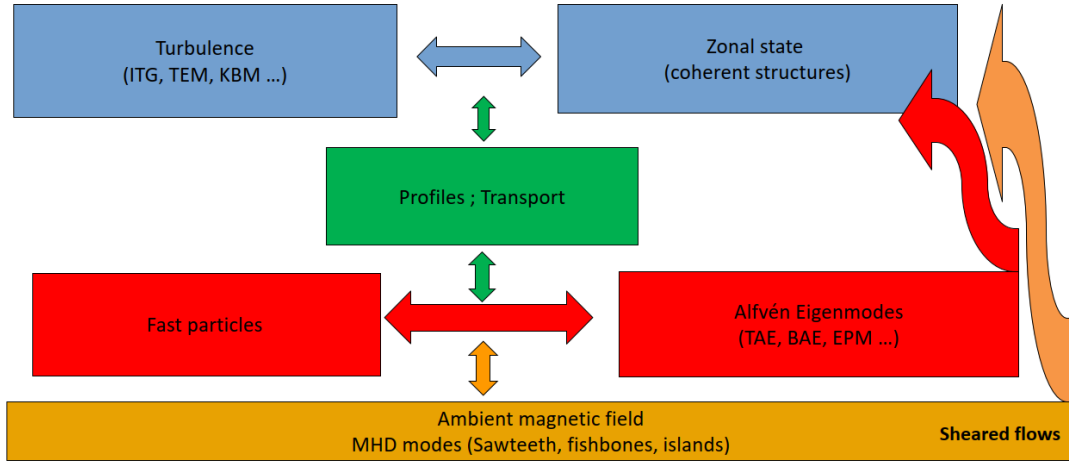 Turbulence
(ITG, TEM, KBM ...)
Zonal state
(coherent structures)
Profiles ; Transport
Fast particles
Alfvén Eigenmodes
(TAE, BAE, EPM ...)
Ambient magnetic field
MHD modes (Sawteeth, fishbones, islands)
Sheared flows